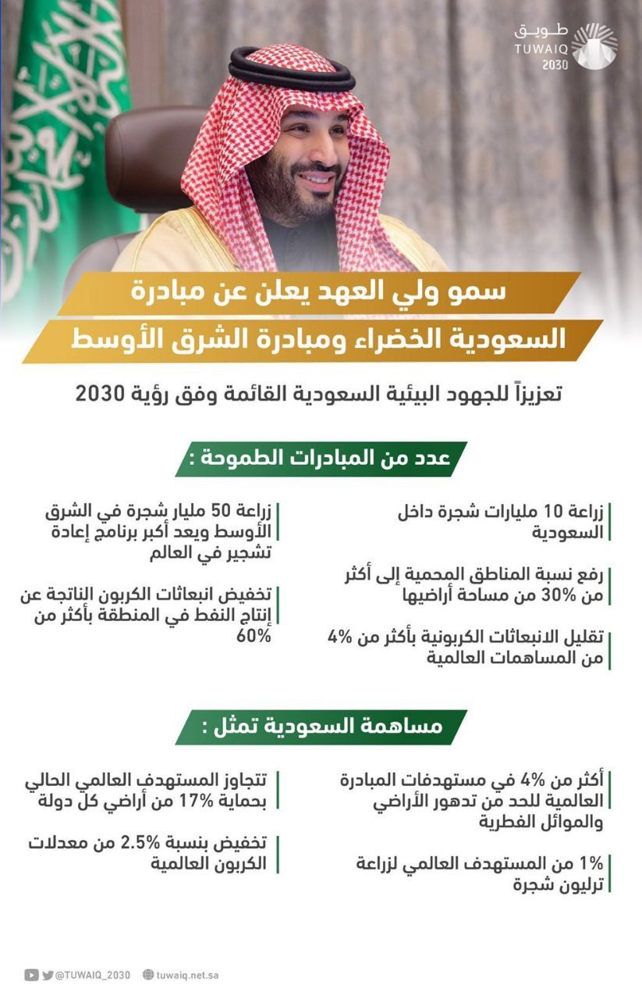 طويق
TUWAIQ
2030
سمو ولي العهد يعلن عن مبادرة
السعودية الخضراء ومبادرة الشرق الأوسط
تعزيزاً للجهود البيئية السعودية القائمة وفق رؤية 2030
عدد من المبادرات الطموحة :
زراعة 10 مليارات شجرة داخل
السعودية
رفع نسبة المناطق المحمية إلى أكثر
من %30 من مساحة أراضيها
تقليل الانبعاثات الكربونية بأكثر من %4
من المساهمات العالمية
زراعة 50 مليار شجرة في الشرق
الأوسط ويعد أكبر برنامج إعادة
تشجير في العالم
تخفيض انبعاثات الكربون الناتجة عن
إنتاج النفط في المنطقة بأكثر من
60%
مساهمة السعودية تمثل :
أكثر من %4 في مستهدفات المبادرة
العالمية للحد من تدهور الأراضي
والموائل الفطرية
1% من المستهدف العالمي لزراعة
ترليون شجرة
تتجاوز المستهدف العالمي الحالي
بحماية %17 من أراضي كل دولة
تخفيض بنسبة %2.5 من معدلات
الكربون العالمية
@TUWAIQ_2030 tuwaiq.net.sa